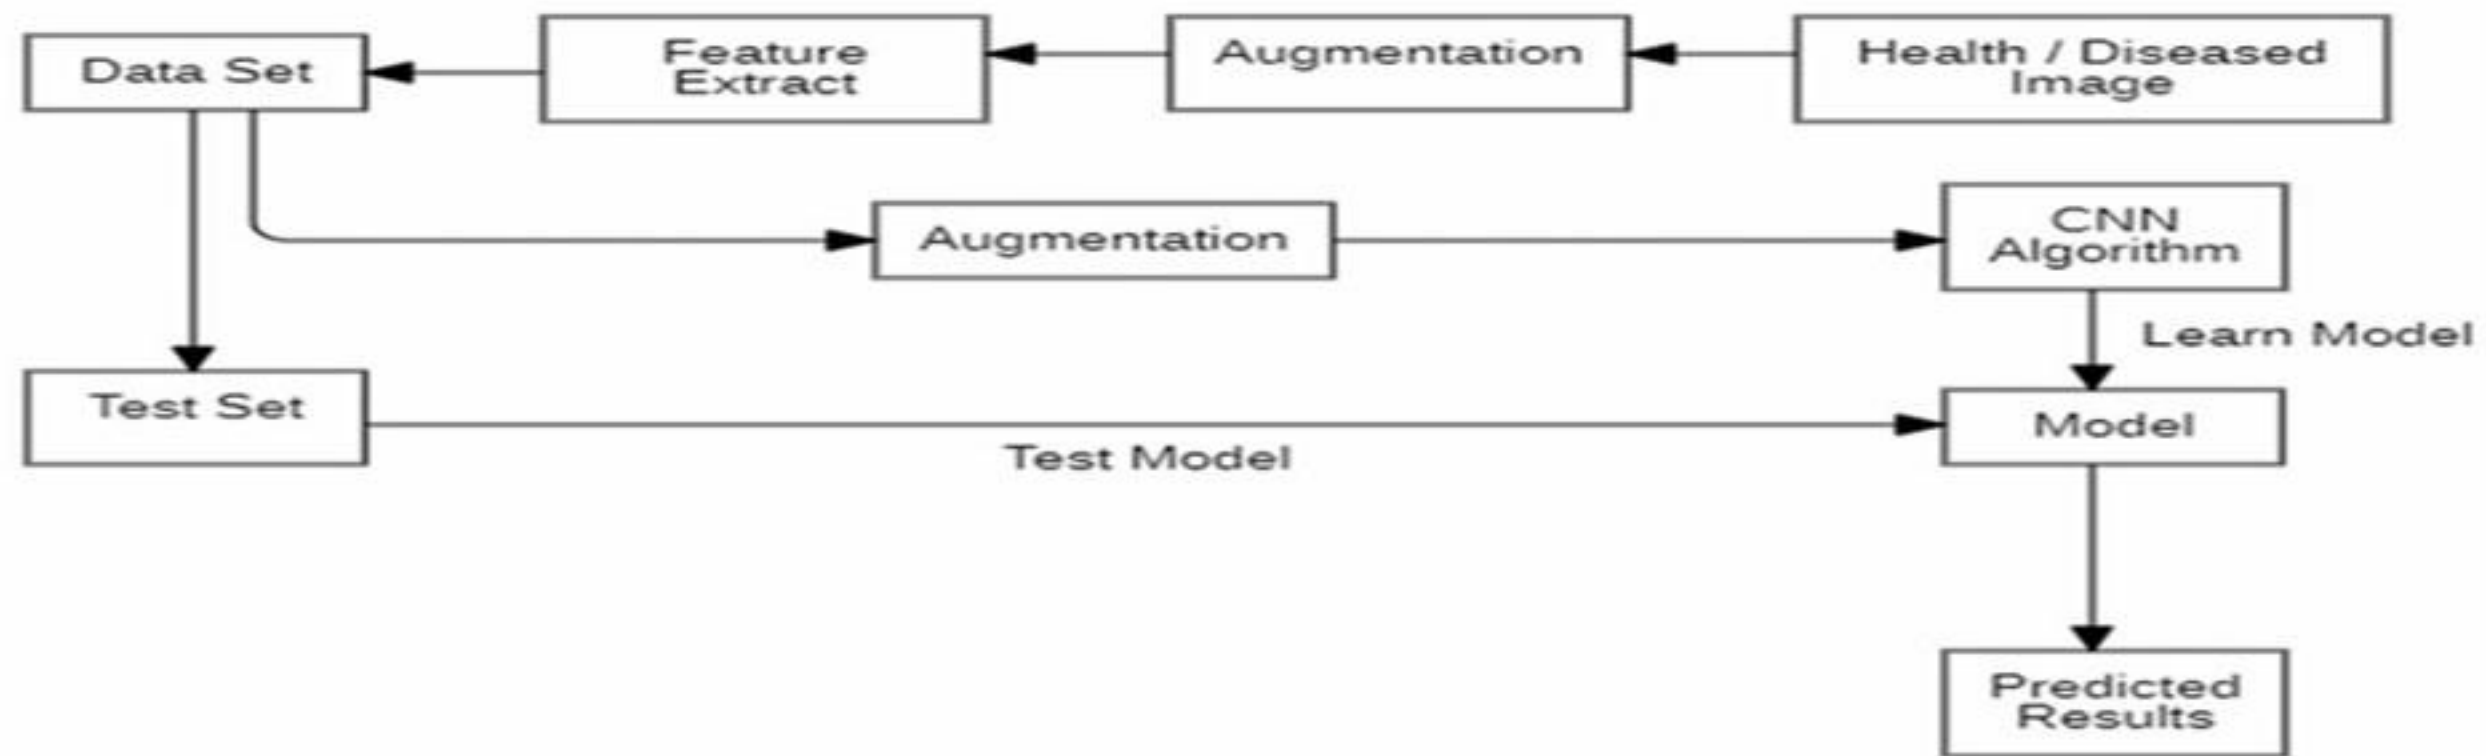 Data Set
Feature
Extract
Augmentation
Health / Diseased
Image
Augmentation
CNN
Algorithm
Learn Model
Test Set
Model
Test Model
Predicted
Results